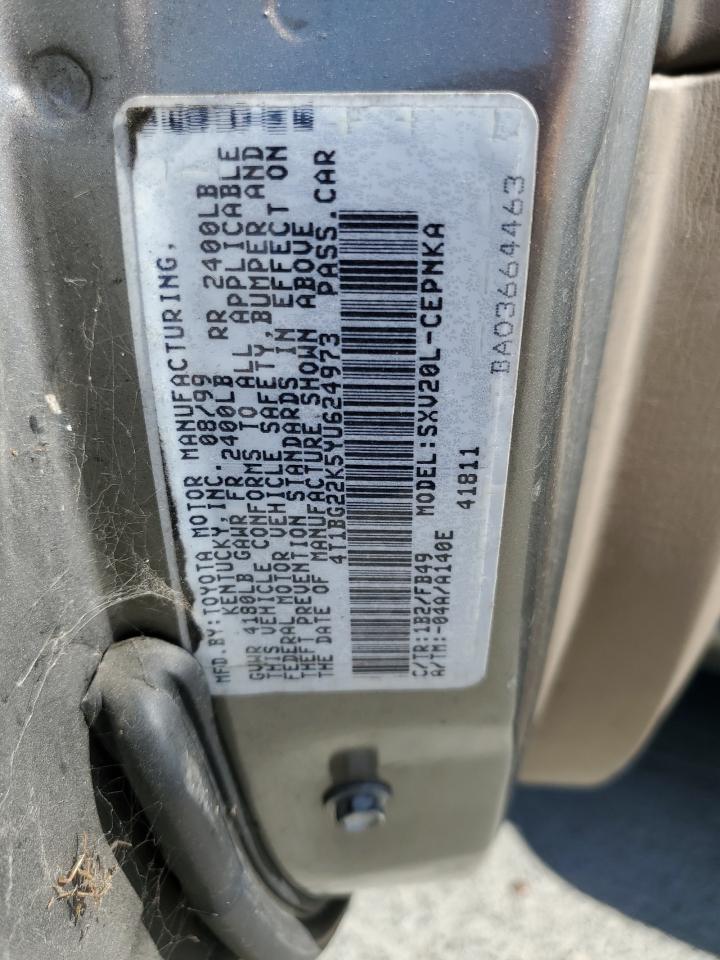 MFD. BY: TOYOTA MOTOR MANUFACTURING,
KENTUCKY, INC. 08/99
GVWR 4180LB GAWR FR 2400LB RR 2400LB
THIS VEHICLE CONFORMS TO ALL APPLICABLE
FEDERAL MOTOR VEHICLE SAFETY, BUMPER AND
THEFT PREVENTION STANDARDS IN EFFECT ON
THE DATE OF MANUFACTURE SHOWN ABOVE
4T1BG22K5YU624973 PASS. CAR
C/TR: 1B2/FB49 MODEL: SXV20L-CEPNKA
A/TM: -04A/A140E 41811
BA03664463